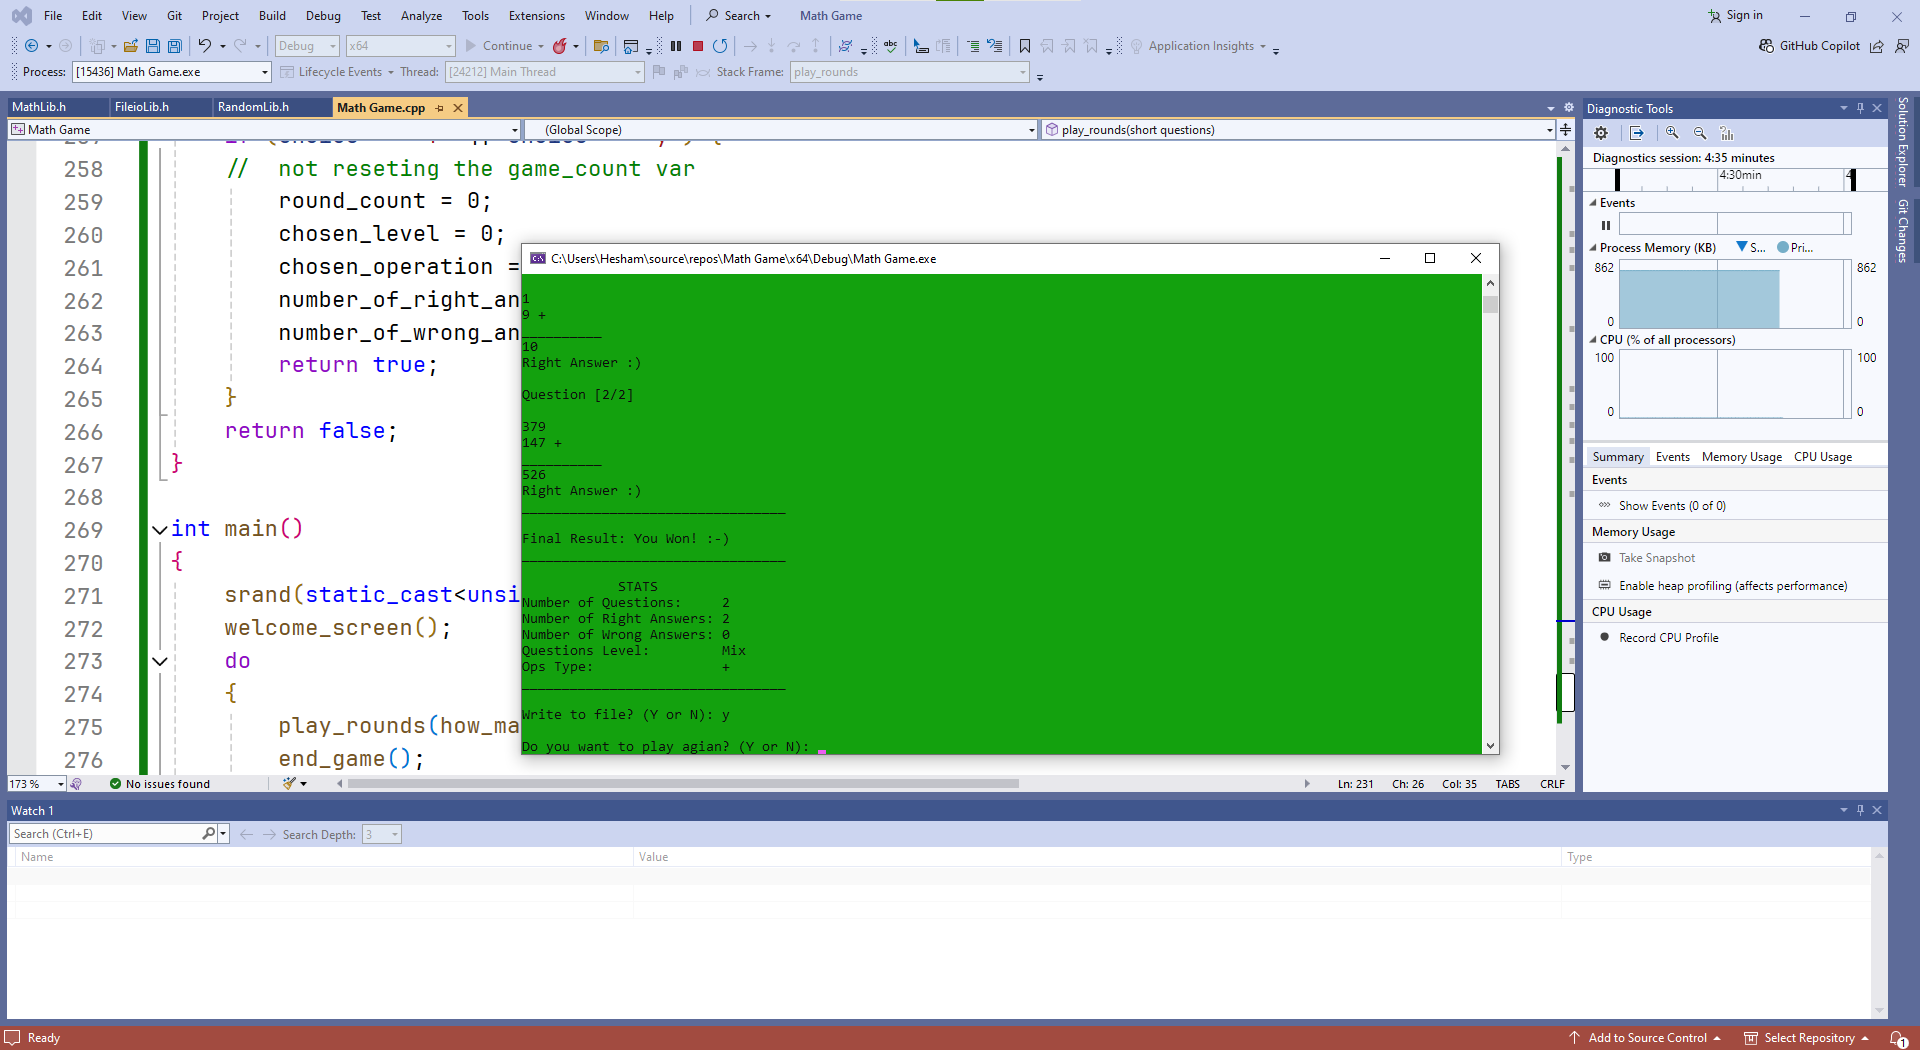 File Edit View Git Project Build Debug Test Analyze Tools Extensions Window Help Search Math Game Sign in
Debug x64 Continue abc Application Insights GitHub Copilot
Process: [15436] Math Game.exe Lifecycle Events Thread: [24212] Main Thread Stack Frame: play_rounds
MathLib.h FileioLib.h RandomLib.h Math Game.cpp
Math Game (Global Scope) play_rounds(short questions)
258 // not reseting the game_count var
259 round_count = 0;
260 chosen_level = 0;
261 chosen_operation =
262 number_of_right_an
263 number_of_wrong_an
264 return true;
265 }
266 return false;
267 }
268
269 int main()
270 {
271 srand(static_cast<unsi
272 welcome_screen();
273 do
274 {
275 play_rounds(how_ma
276 end_game();
C:\Users\Hesham\source\repos\Math Game\x64\Debug\Math Game.exe
1
9 +
__________
10
Right Answer :)
Question [2/2]
379
147 +
__________
526
Right Answer :)
_________________________________
Final Result: You Won! :-)
_________________________________
STATS
Number of Questions: 2
Number of Right Answers: 2
Number of Wrong Answers: 0
Questions Level: Mix
Ops Type: +
_________________________________
Write to file? (Y or N): y
Do you want to play agian? (Y or N):
173 % No issues found Ln: 231 Ch: 26 Col: 35 TABS CRLF
Diagnostic Tools
Diagnostics session: 4:35 minutes
4:30min
Events
Process Memory (KB) S... Pri...
862 862
0 0
CPU (% of all processors)
100 100
0 0
Summary Events Memory Usage CPU Usage
Events
Show Events (0 of 0)
Memory Usage
Take Snapshot
Enable heap profiling (affects performance)
CPU Usage
Record CPU Profile
Solution Explorer
Git Changes
Watch 1
Search (Ctrl+E) Search Depth: 3
Name Value Type
Ready Add to Source Control Select Repository 1